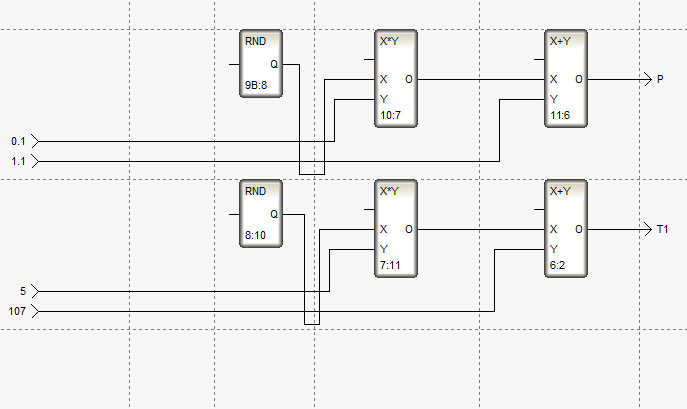 RND
Q
9B:8
X*Y
X O
Y
10:7
X+Y
X O
Y
11:6
P
0.1
1.1
RND
Q
8:10
X*Y
X O
Y
7:11
X+Y
X O
Y
6:2
T1
5
107